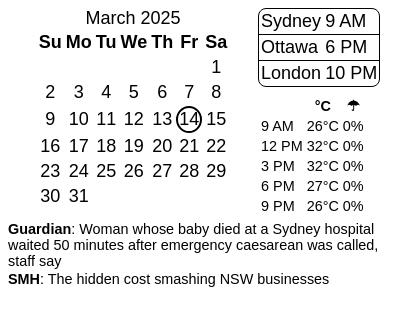 March 2025
Su Mo Tu We Th Fr Sa
1
2 3 4 5 6 7 8
9 10 11 12 13 14 15
16 17 18 19 20 21 22
23 24 25 26 27 28 29
30 31
Sydney 9 AM
Ottawa 6 PM
London 10 PM
°C ☂
9 AM 26°C 0%
12 PM 32°C 0%
3 PM 32°C 0%
6 PM 27°C 0%
9 PM 26°C 0%
Guardian: Woman whose baby died at a Sydney hospital
waited 50 minutes after emergency caesarean was called,
staff say
SMH: The hidden cost smashing NSW businesses